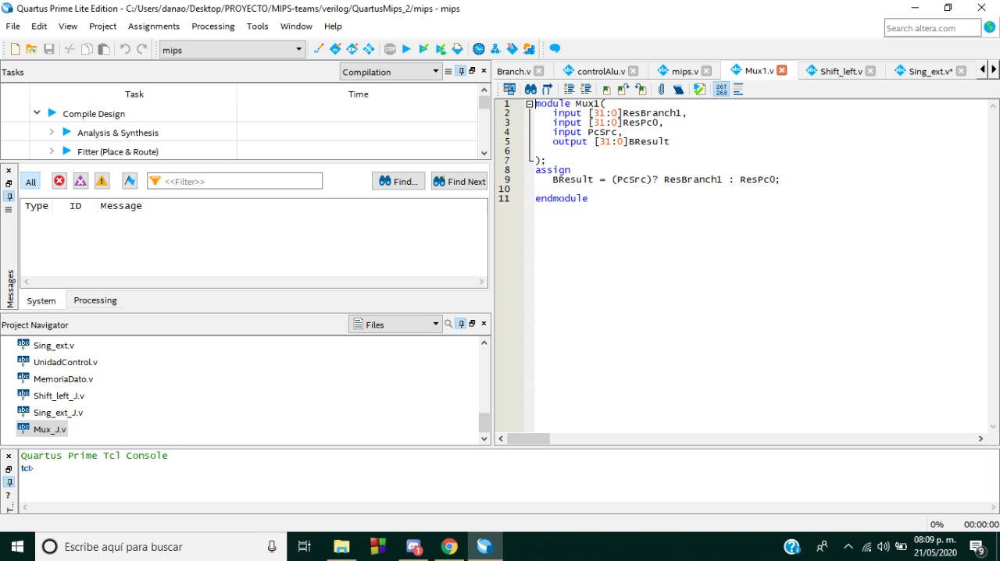 Quartus Prime Lite Edition - C:/Users/danao/Desktop/PROYECTO/MIPS-teams/verilog/QuartusMips_2/mips - mips
File Edit View Project Assignments Processing Tools Window Help
Search altera.com
mips
Tasks Compilation
Task Time
Compile Design
Analysis & Synthesis
Fitter (Place & Route)
All <<Filter>> Find... Find Next
Type ID Message
Messages
System Processing
Project Navigator Files
Sing_ext.v
UnidadControl.v
MemoriaDato.v
Shift_left_J.v
Sing_ext_J.v
Mux_J.v
Branch.v controlAlu.v mips.v Mux1.v Shift_left.v Sing_ext.v*
267
268
1 module Mux1(
2 input [31:0]ResBranch1,
3 input [31:0]ResPc0,
4 input PcSrc,
5 output [31:0]BResult
6
7 );
8 assign
9 BResult = (PcSrc)? ResBranch1 : ResPc0;
10
11 endmodule
Quartus Prime Tcl Console
tcl>
0% 00:00:00
Escribe aquí para buscar
1
08:09 p. m.
21/05/2020
9